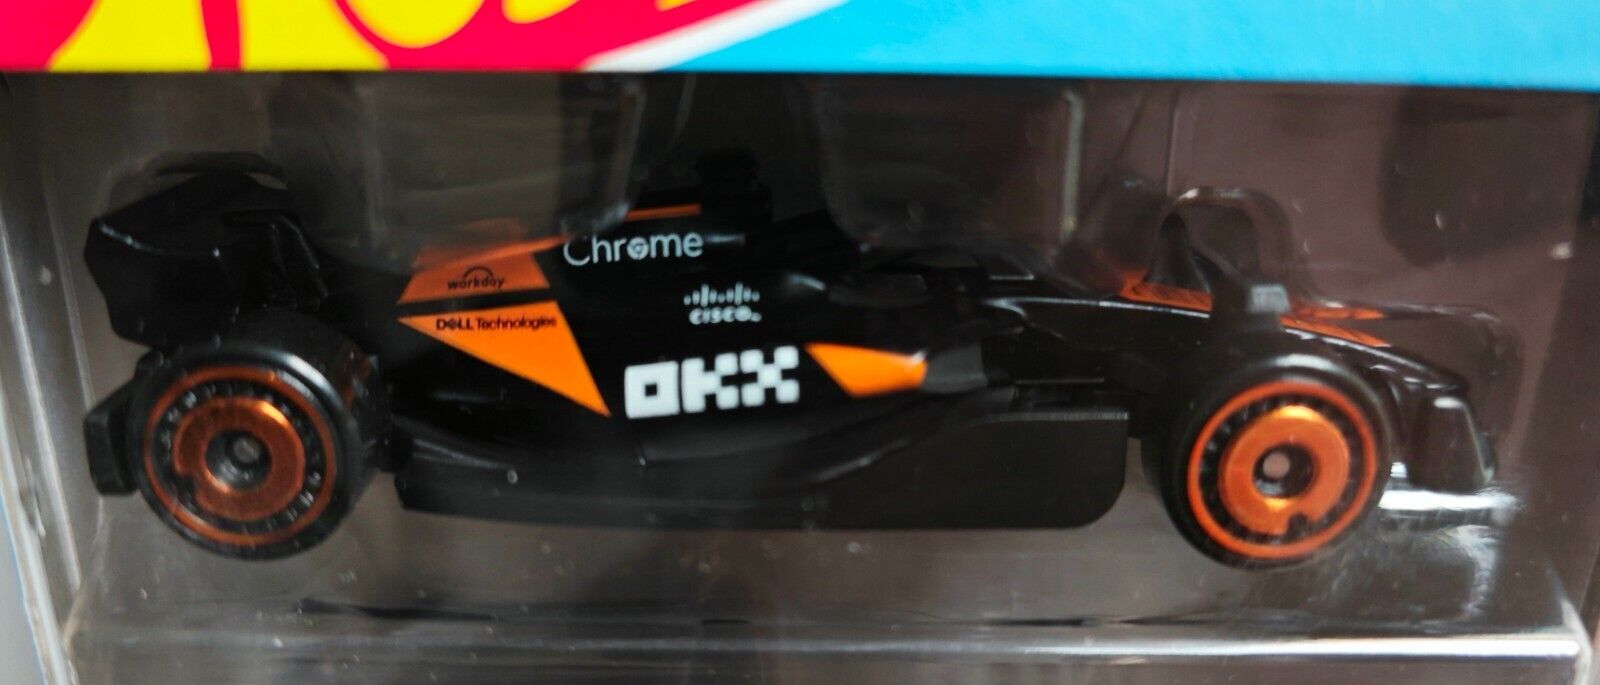 Chrome
workday
cisco
DELL Technologies
OKX